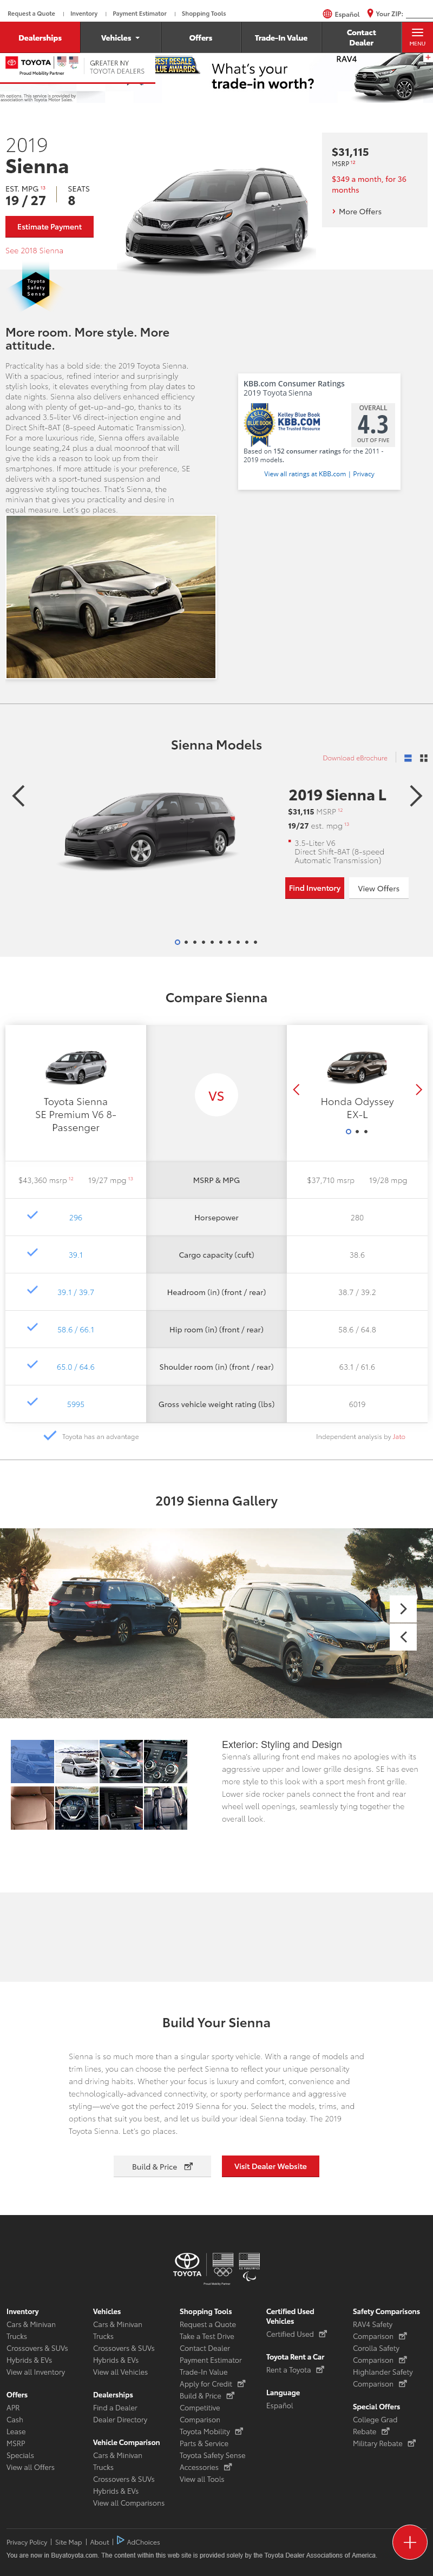 Request a Quote | Inventory | Payment Estimator | Shopping Tools
Español
Your ZIP:
Dealerships
Vehicles
Offers
Trade-In Value
Contact
Dealer
MENU
TOYOTA
Proud Mobility Partner
GREATER NY
TOYOTA DEALERS
BEST RESALE
VALUE AWARDS
What's your
trade-in worth?
RAV4
2019
Sienna
EST. MPG 13
19 / 27
SEATS
8
Estimate Payment
See 2018 Sienna
$31,115
MSRP 12
$349 a month, for 36
months
More Offers
Toyota
Safety
Sense
More room. More style. More
attitude.
Practicality has a bold side: the 2019 Toyota Sienna.
With a spacious, refined interior and surprisingly
stylish looks, it elevates everything from play dates to
date nights. Sienna also delivers enhanced efficiency
along with plenty of get-up-and-go, thanks to its
advanced 3.5-liter V6 direct-injection engine and
Direct Shift-8AT (8-speed Automatic Transmission).
For a more luxurious ride, Sienna offers available
lounge seating,24 plus a dual moonroof that will
give the kids a reason to look up from their
smartphones. If more attitude is your preference, SE
delivers with a sport-tuned suspension and
aggressive styling touches. That's the Sienna, the
minivan that gives you practicality and desire in
equal measure. Let's go places.
KBB.com Consumer Ratings
2019 Toyota Sienna
Kelley Blue Book
KBB.COM
The Trusted Resource
OVERALL
4.3
OUT OF FIVE
Based on 152 consumer ratings for the 2011 -
2019 models.
View all ratings at KBB.com | Privacy
Sienna Models
Download eBrochure
2019 Sienna L
$31,115 MSRP 12
19/27 est. mpg 13
3.5-Liter V6
Direct Shift-8AT (8-speed
Automatic Transmission)
Find Inventory
View Offers
Compare Sienna
Toyota Sienna
SE Premium V6 8-
Passenger
VS
Honda Odyssey
EX-L
$43,360 msrp 12 19/27 mpg 13 MSRP & MPG $37,710 msrp 19/28 mpg
296 Horsepower 280
39.1 Cargo capacity (cuft) 38.6
39.1 / 39.7 Headroom (in) (front / rear) 38.7 / 39.2
58.6 / 66.1 Hip room (in) (front / rear) 58.6 / 64.8
65.0 / 64.6 Shoulder room (in) (front / rear) 63.1 / 61.6
5995 Gross vehicle weight rating (lbs) 6019
Toyota has an advantage
Independent analysis by Jato
2019 Sienna Gallery
Exterior: Styling and Design
Sienna's alluring front end makes no apologies with its
aggressive upper and lower grille designs. SE has even
more style to this look with a sport mesh front grille.
Lower side rocker panels connect the front and rear
wheel well openings, seamlessly tying together the
overall look.
Build Your Sienna
Sienna is so much more than a singular sporty vehicle. With a range of models and
trim lines, you can choose the perfect Sienna to reflect your unique personality
and driving habits. Whether your focus is luxury and comfort, convenience and
technologically-advanced connectivity, or sporty performance and aggressive
styling—we've got the perfect 2019 Sienna for you. Select the models, trims, and
options that suit you best, and let us build your ideal Sienna today. The 2019
Toyota Sienna. Let's go places.
Build & Price
Visit Dealer Website
TOYOTA
Proud Mobility Partner
Inventory
Cars & Minivan
Trucks
Crossovers & SUVs
Hybrids & EVs
View all Inventory
Offers
APR
Cash
Lease
MSRP
Specials
View all Offers
Vehicles
Cars & Minivan
Trucks
Crossovers & SUVs
Hybrids & EVs
View all Vehicles
Dealerships
Find a Dealer
Dealer Directory
Vehicle Comparison
Cars & Minivan
Trucks
Crossovers & SUVs
Hybrids & EVs
View all Comparisons
Shopping Tools
Request a Quote
Take a Test Drive
Contact Dealer
Payment Estimator
Trade-In Value
Apply for Credit
Build & Price
Competitive
Comparison
Toyota Mobility
Parts & Service
Toyota Safety Sense
Accessories
View all Tools
Certified Used
Vehicles
Certified Used
Toyota Rent a Car
Rent a Toyota
Language
Español
Safety Comparisons
RAV4 Safety
Comparison
Corolla Safety
Comparison
Highlander Safety
Comparison
Special Offers
College Grad
Rebate
Military Rebate
Privacy Policy | Site Map | About | AdChoices
You are now in Buyatoyota.com. The content within this web site is provided solely by the Toyota Dealer Associations of America.